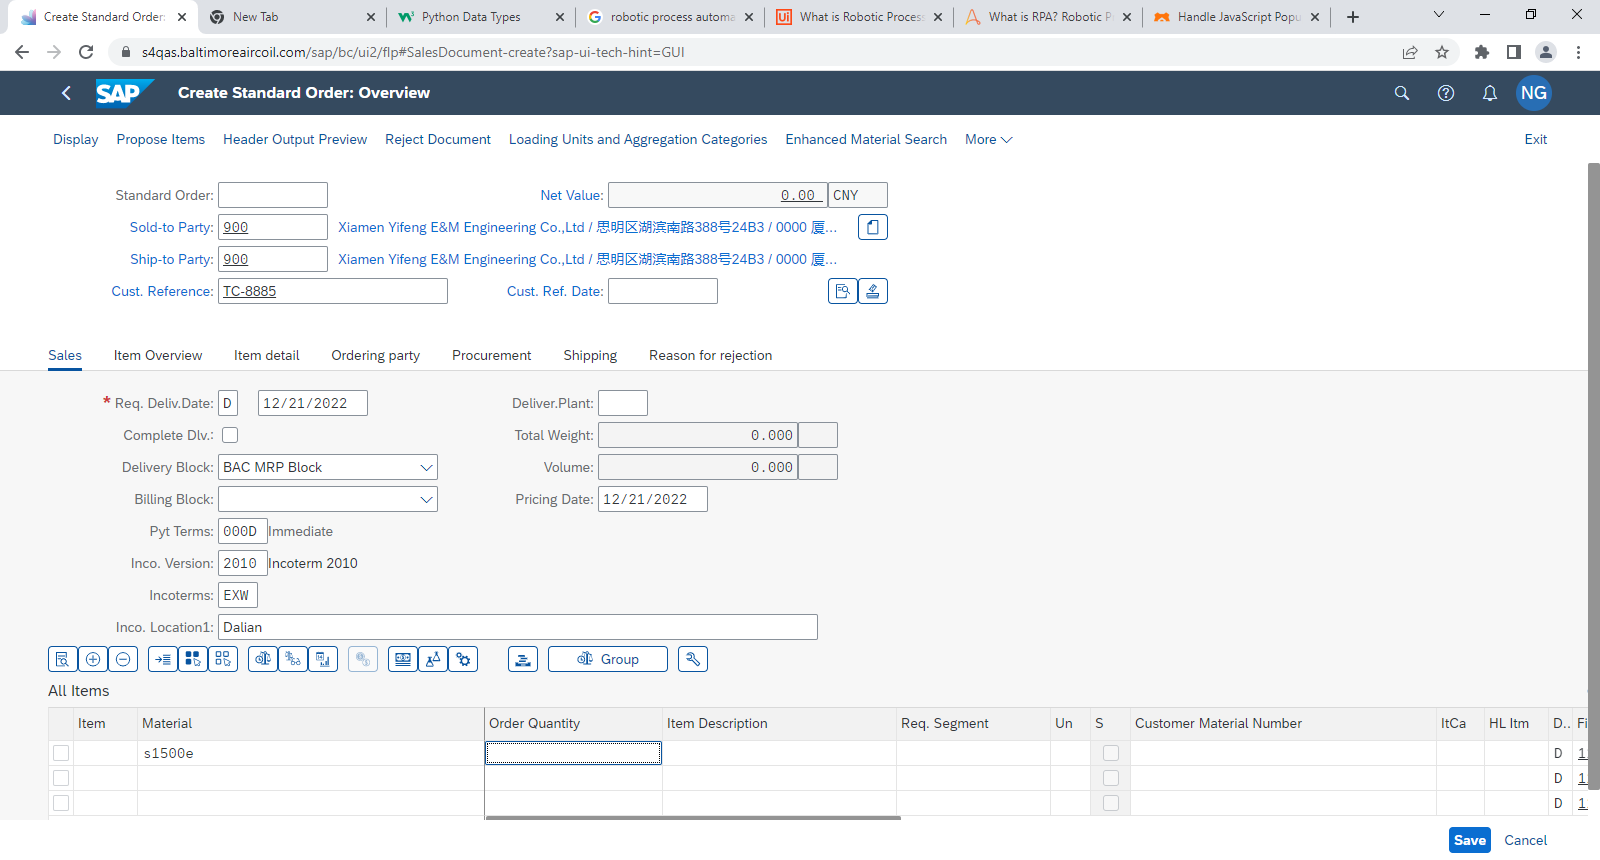 Create Standard Order: New Tab Python Data Types robotic process automa What is Robotic Process What is RPA? Robotic P Handle JavaScript Popu
s4qas.baltimoreaircoil.com/sap/bc/ui2/flp#SalesDocument-create?sap-ui-tech-hint=GUI
SAP Create Standard Order: Overview NG
Display Propose Items Header Output Preview Reject Document Loading Units and Aggregation Categories Enhanced Material Search More Exit
Standard Order: Net Value: 0.00 CNY
Sold-to Party: 900 Xiamen Yifeng E&M Engineering Co.,Ltd / 思明区湖滨南路388号24B3 / 0000 厦...
Ship-to Party: 900 Xiamen Yifeng E&M Engineering Co.,Ltd / 思明区湖滨南路388号24B3 / 0000 厦...
Cust. Reference: TC-8885 Cust. Ref. Date:
Sales Item Overview Item detail Ordering party Procurement Shipping Reason for rejection
* Req. Deliv.Date: D 12/21/2022 Deliver.Plant:
Complete Dlv.: Total Weight: 0.000
Delivery Block: BAC MRP Block Volume: 0.000
Billing Block: Pricing Date: 12/21/2022
Pyt Terms: 000D Immediate
Inco. Version: 2010 Incoterm 2010
Incoterms: EXW
Inco. Location1: Dalian
Group
All Items
Item Material Order Quantity Item Description Req. Segment Un S Customer Material Number ItCa HL Itm D.. Fi
s1500e D 1
D 1
D 1
Save Cancel